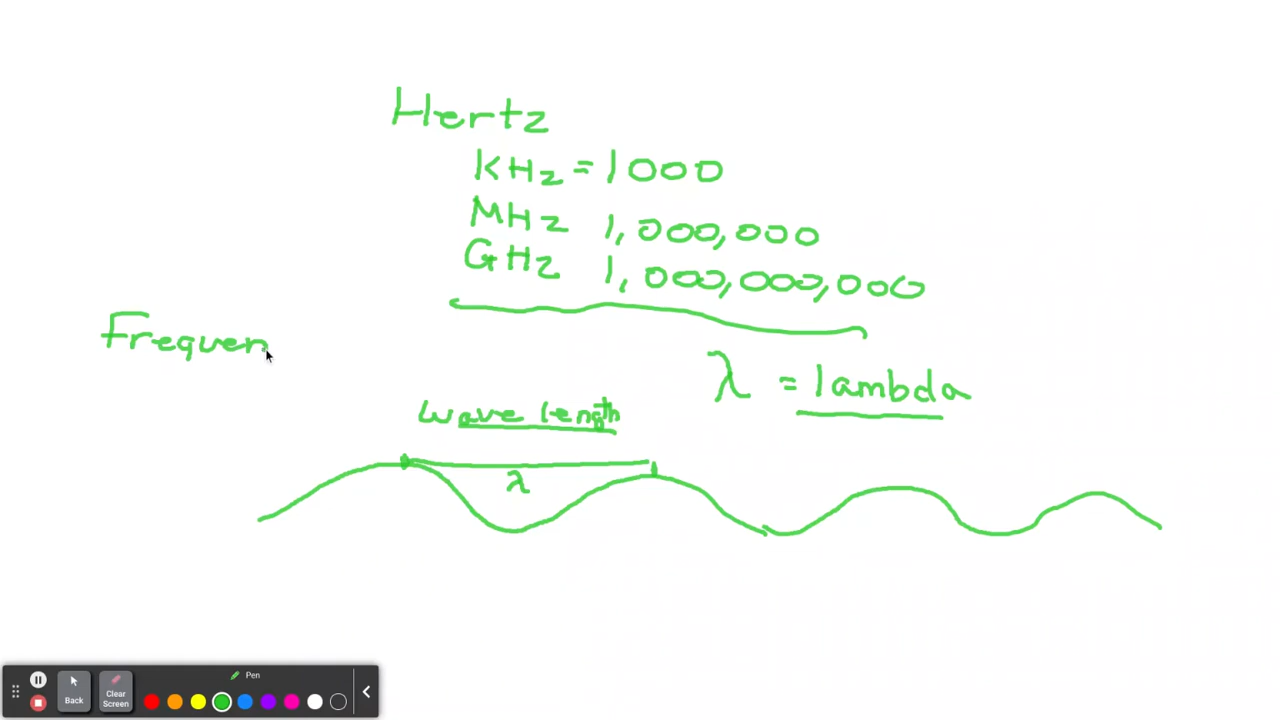 Hertz
KHz = 1000
MHz 1,000,000
GHz 1,000,000,000
Frequen
λ = lambda
wave length
λ
Pen
Back
Clear
Screen